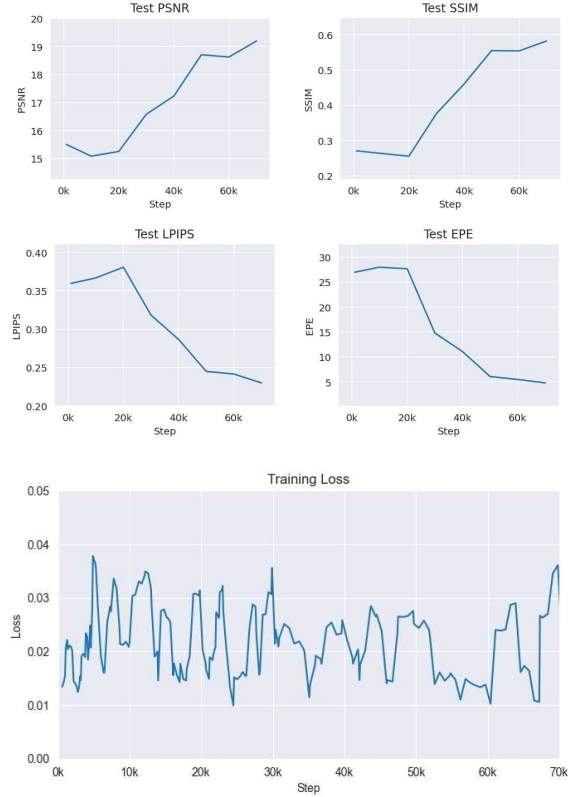 Test PSNR
20
19
18
17
16
15
PSNR
0k 20k 40k 60k
Step
Test SSIM
0.6
0.5
0.4
0.3
0.2
SSIM
0k 20k 40k 60k
Step
Test LPIPS
0.40
0.35
0.30
0.25
0.20
LPIPS
0k 20k 40k 60k
Step
Test EPE
30
25
20
15
10
5
EPE
0k 20k 40k 60k
Step
Training Loss
0.05
0.04
0.03
0.02
0.01
0.00
Loss
0k 10k 20k 30k 40k 50k 60k 70k
Step